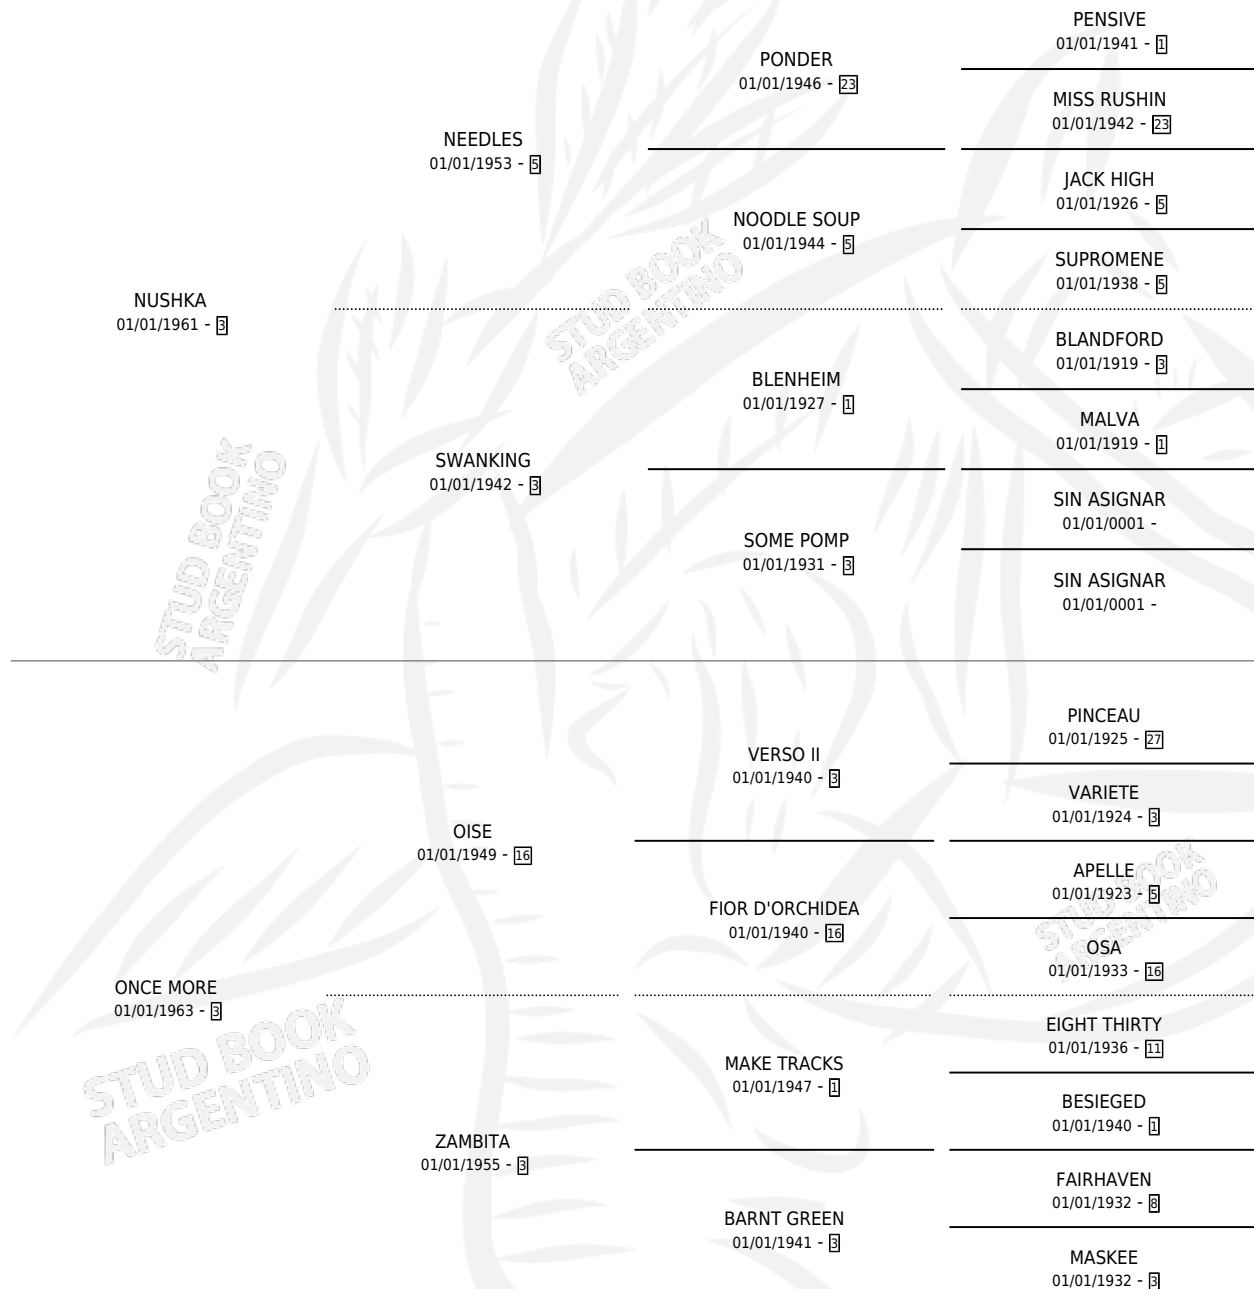 PENSIVE
01/01/1941 - 1
PONDER
01/01/1946 - 23
MISS RUSHIN
01/01/1942 - 23
NEEDLES
01/01/1953 - 5
JACK HIGH
01/01/1926 - 5
NOODLE SOUP
01/01/1944 - 5
SUPROMENE
01/01/1938 - 5
NUSHKA
01/01/1961 - 3
BLANDFORD
01/01/1919 - 3
BLENHEIM
01/01/1927 - 1
MALVA
01/01/1919 - 1
SWANKING
01/01/1942 - 3
SIN ASIGNAR
01/01/0001 -
SOME POMP
01/01/1931 - 3
SIN ASIGNAR
01/01/0001 -
PINCEAU
01/01/1925 - 27
VERSO II
01/01/1940 - 3
VARIETE
01/01/1924 - 3
OISE
01/01/1949 - 16
APELLE
01/01/1923 - 5
FIOR D'ORCHIDEA
01/01/1940 - 16
OSA
01/01/1933 - 16
ONCE MORE
01/01/1963 - 3
EIGHT THIRTY
01/01/1936 - 11
MAKE TRACKS
01/01/1947 - 1
BESIEGED
01/01/1940 - 1
ZAMBITA
01/01/1955 - 3
FAIRHAVEN
01/01/1932 - 8
BARNT GREEN
01/01/1941 - 3
MASKEE
01/01/1932 - 3
STUD BOOK
ARGENTINO
STUD BOOK
ARGENTINO
STUD BOOK
ARGENTINO
STUD BOOK
ARGENTINO